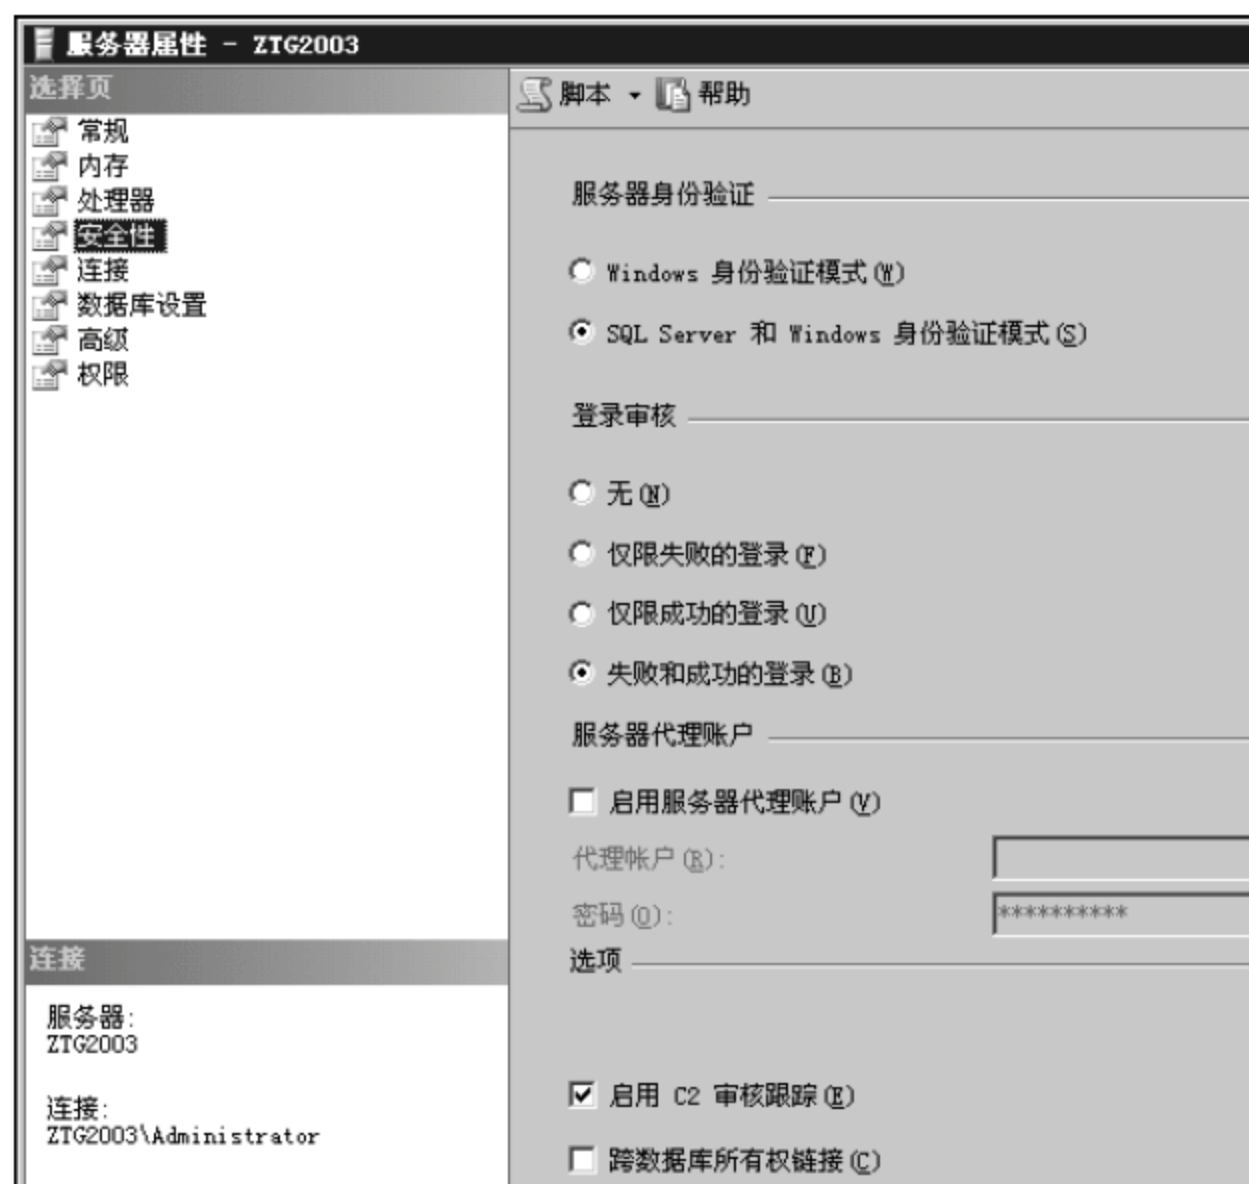 服务器属性 - ZTG2003
选择页
常规
内存
处理器
安全性
连接
数据库设置
高级
权限
连接
服务器:
ZTG2003
连接:
ZTG2003\Administrator
脚本 帮助
服务器身份验证
Windows 身份验证模式(W)
SQL Server 和 Windows 身份验证模式(S)
登录审核
无(N)
仅限失败的登录(F)
仅限成功的登录(U)
失败和成功的登录(B)
服务器代理账户
启用服务器代理账户(V)
代理帐户(R):
密码(O):
**********
选项
启用 C2 审核跟踪(E)
跨数据库所有权链接(C)